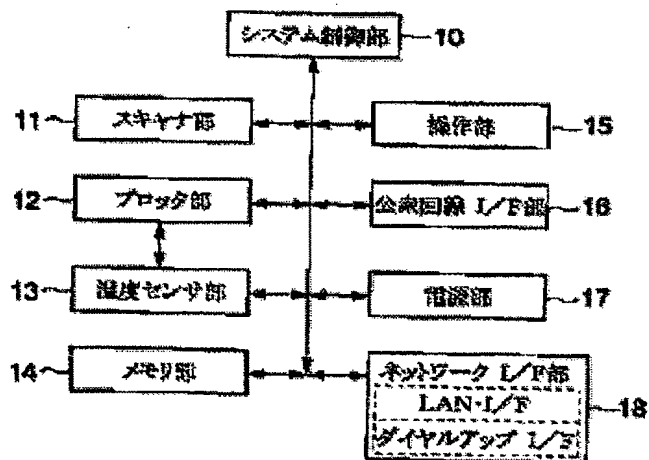 システム制御部 10
11 スキャナ部
操作部 15
12 プロッタ部
公衆回線 I/F部 16
13 温度センサ部
電源部 17
14 メモリ部
ネットワーク I/F部
LAN・I/F
ダイヤルアップ I/F
18